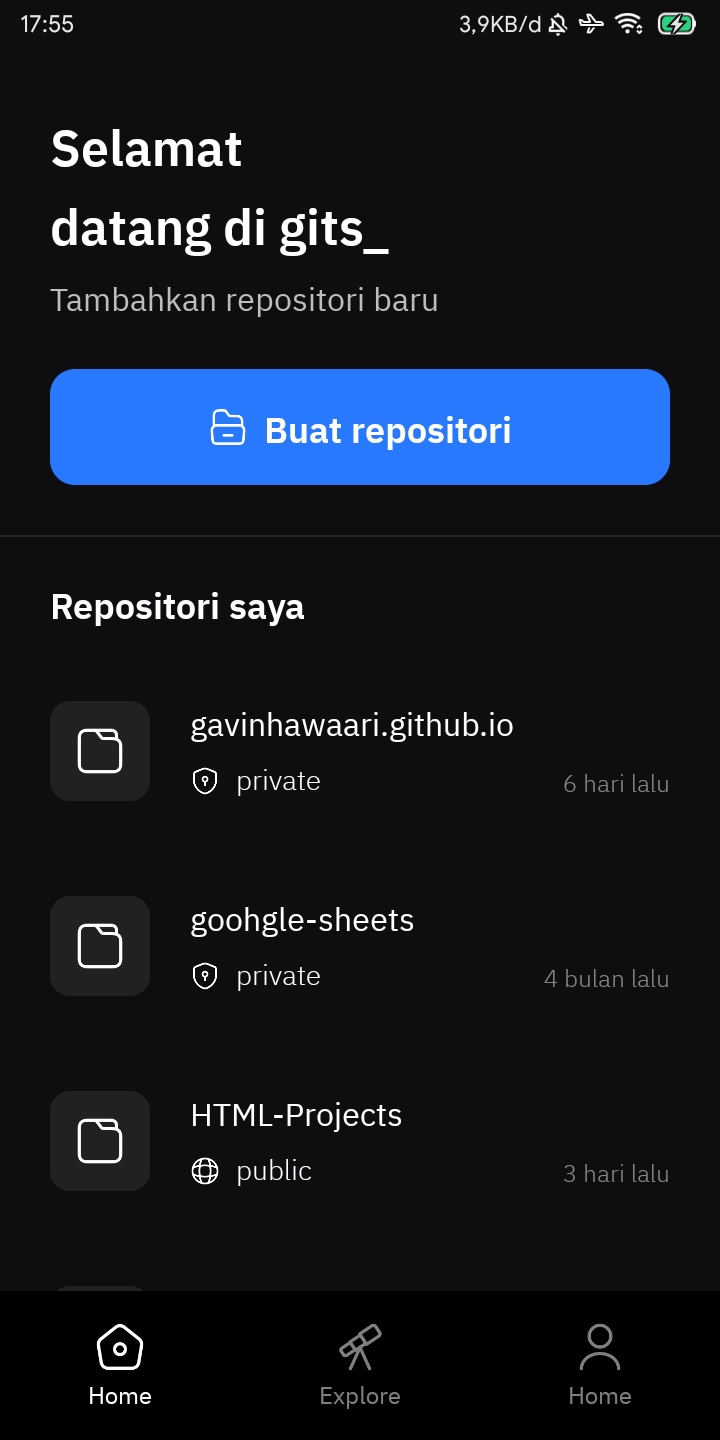 17:55
3,9KB/d
Selamat
datang di gits_
Tambahkan repositori baru
Buat repositori
Repositori saya
gavinhawaari.github.io
private
6 hari lalu
goohgle-sheets
private
4 bulan lalu
HTML-Projects
public
3 hari lalu
Home
Explore
Home